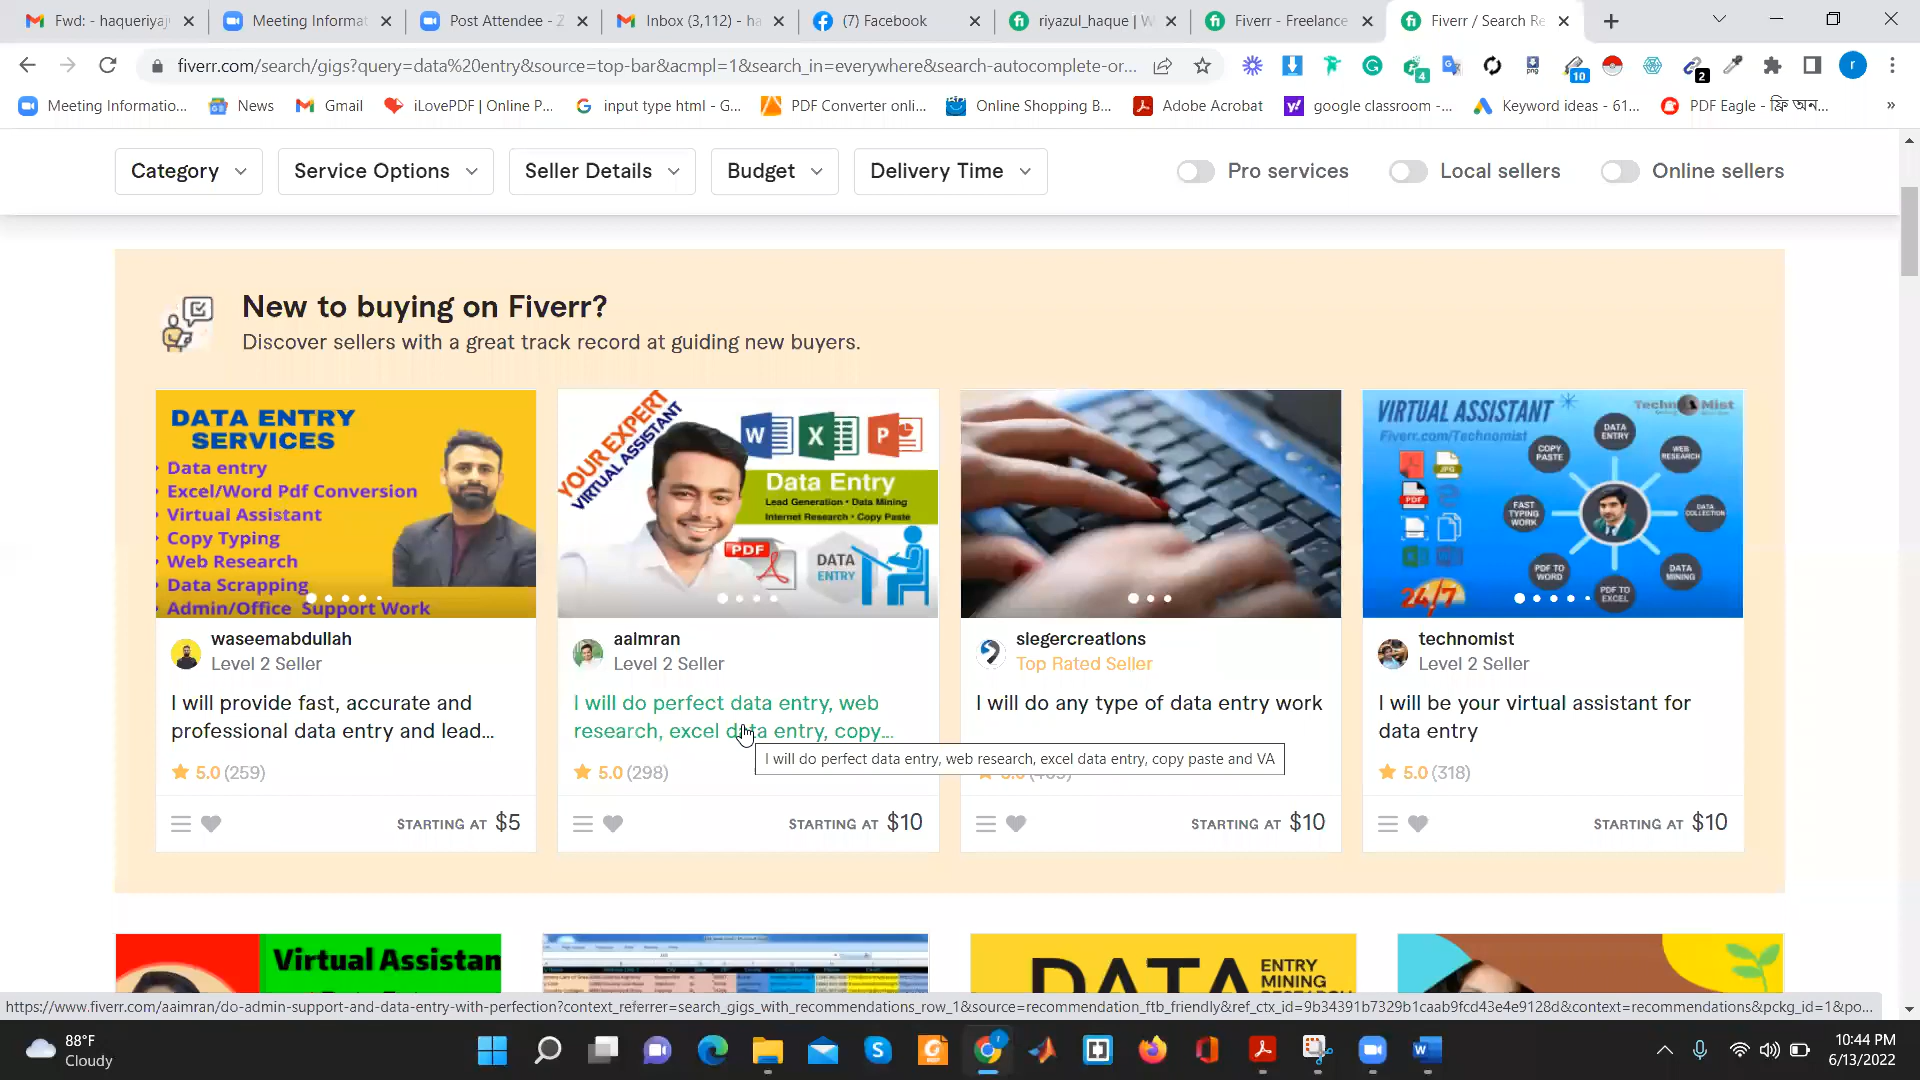 Fwd: - haqueriyaj
Meeting Informat
Post Attendee - Z
Inbox (3,112) - ha
(7) Facebook
riyazul_haque | W
Fiverr - Freelance
Fiverr / Search Re
fiverr.com/search/gigs?query=data%20entry&source=top-bar&acmpl=1&search_in=everywhere&search-autocomplete-or...
4
10
2
r
Meeting Informatio...
News
Gmail
iLovePDF | Online P...
input type html - G...
PDF Converter onli...
Online Shopping B...
Adobe Acrobat
google classroom -...
Keyword ideas - 61...
PDF Eagle - ফ্রি অন...
Category
Service Options
Seller Details
Budget
Delivery Time
Pro services
Local sellers
Online sellers
New to buying on Fiverr?
Discover sellers with a great track record at guiding new buyers.
DATA ENTRY
SERVICES
Data entry
Excel/Word Pdf Conversion
Virtual Assistant
Copy Typing
Web Research
Data Scrapping
Admin/Office Support Work
waseemabdullah
Level 2 Seller
I will provide fast, accurate and
professional data entry and lead...
5.0 (259)
STARTING AT $5
YOUR EXPERT
VIRTUAL ASSISTANT
W X P
Data Entry
Lead Generation • Data Mining
Internet Research • Copy Paste
PDF
DATA
ENTRY
aaimran
Level 2 Seller
I will do perfect data entry, web
research, excel data entry, copy...
I will do perfect data entry, web research, excel data entry, copy paste and VA
5.0 (298)
STARTING AT $10
slegercreations
Top Rated Seller
I will do any type of data entry work
STARTING AT $10
VIRTUAL ASSISTANT
TechnoMist
Fiverr.com/Technomist
DATA
ENTRY
COPY
PASTE
WEB
RESEARCH
FAST
TYPING
WORK
DATA
COLLECTION
PDF TO
WORD
DATA
MINING
PDF TO
EXCEL
JPG
PDF
24/7
technomist
Level 2 Seller
I will be your virtual assistant for
data entry
5.0 (318)
STARTING AT $10
Virtual Assistan
DATA
ENTRY
MINING
https://www.fiverr.com/aaimran/do-admin-support-and-data-entry-with-perfection?context_referrer=search_gigs_with_recommendations_row_1&source=recommendation_ftb_friendly&ref_ctx_id=9b34391b7329b1caab9fcd43e4e9128d&context=recommendations&pckg_id=1&po...
88°F
Cloudy
10:44 PM
6/13/2022